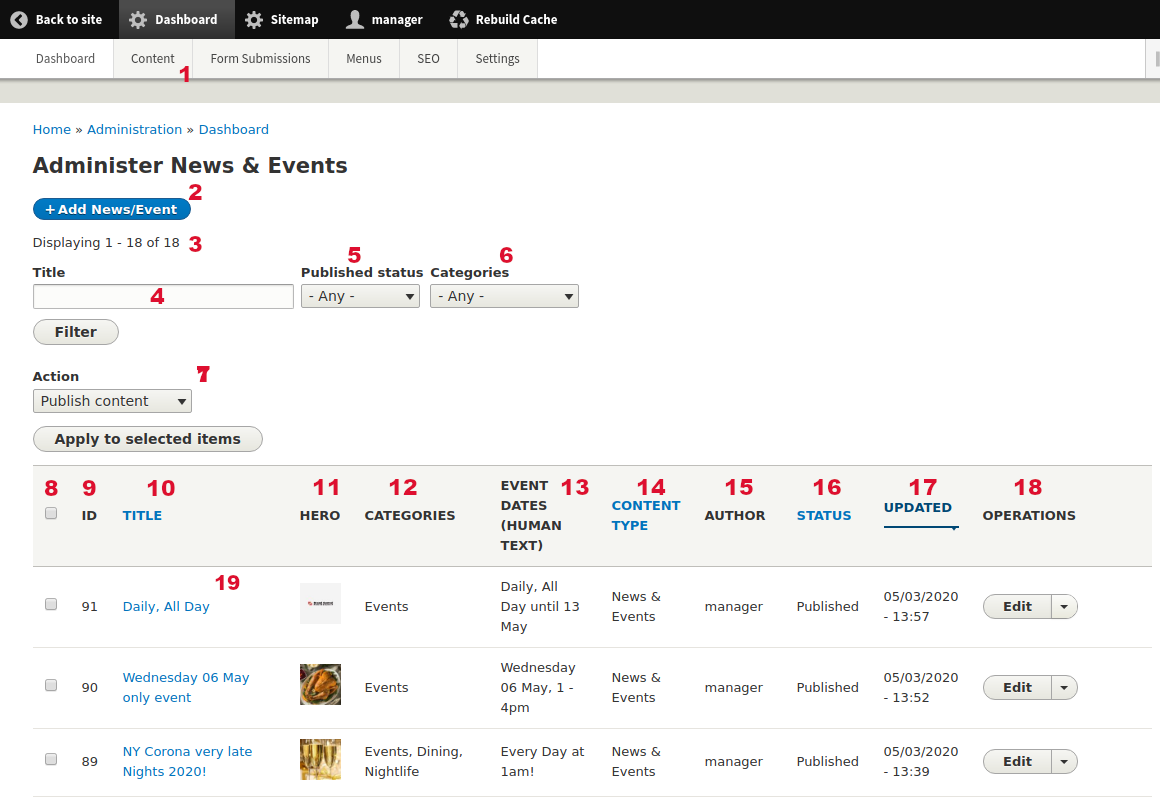 Back to site Dashboard Sitemap manager Rebuild Cache
Dashboard Content Form Submissions Menus SEO Settings
1
Home » Administration » Dashboard
Administer News & Events
2
+ Add News/Event
Displaying 1 - 18 of 18 3
5 6
Title Published status Categories
4 - Any - - Any -
Filter
Action 7
Publish content
Apply to selected items
8 9 10 11 12 13 14 15 16 17 18
ID TITLE HERO CATEGORIES
EVENT
DATES
(HUMAN
TEXT)
CONTENT
TYPE
AUTHOR STATUS UPDATED OPERATIONS
19
91 Daily, All Day Events
Daily, All
Day until 13
May
News &
Events
manager Published
05/03/2020
- 13:57
Edit
90
Wednesday 06 May
only event
Events
Wednesday
06 May, 1 -
4pm
News &
Events
manager Published
05/03/2020
- 13:52
Edit
89
NY Corona very late
Nights 2020!
Events, Dining,
Nightlife
Every Day at
1am!
News &
Events
manager Published
05/03/2020
- 13:39
Edit